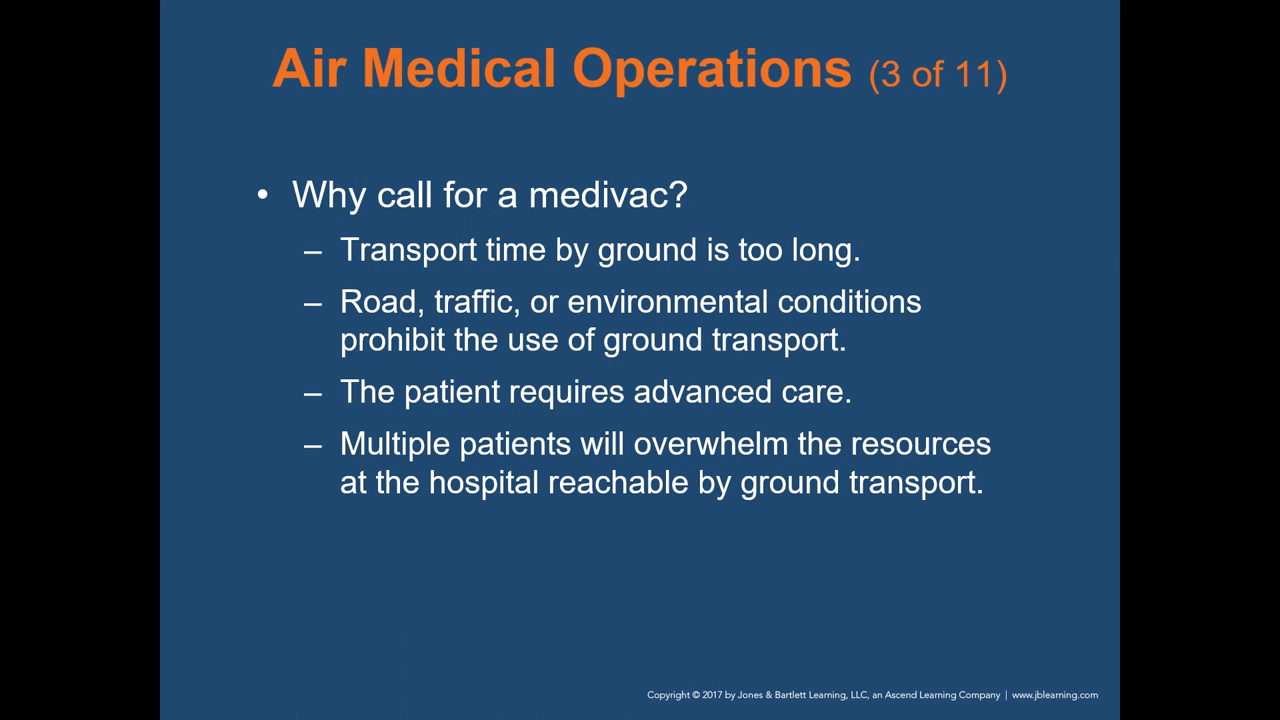 Air Medical Operations (3 of 11)
• Why call for a medivac?
– Transport time by ground is too long.
– Road, traffic, or environmental conditions
prohibit the use of ground transport.
– The patient requires advanced care.
– Multiple patients will overwhelm the resources
at the hospital reachable by ground transport.
Copyright © 2017 by Jones & Bartlett Learning, LLC, an Ascend Learning Company | www.jblearning.com